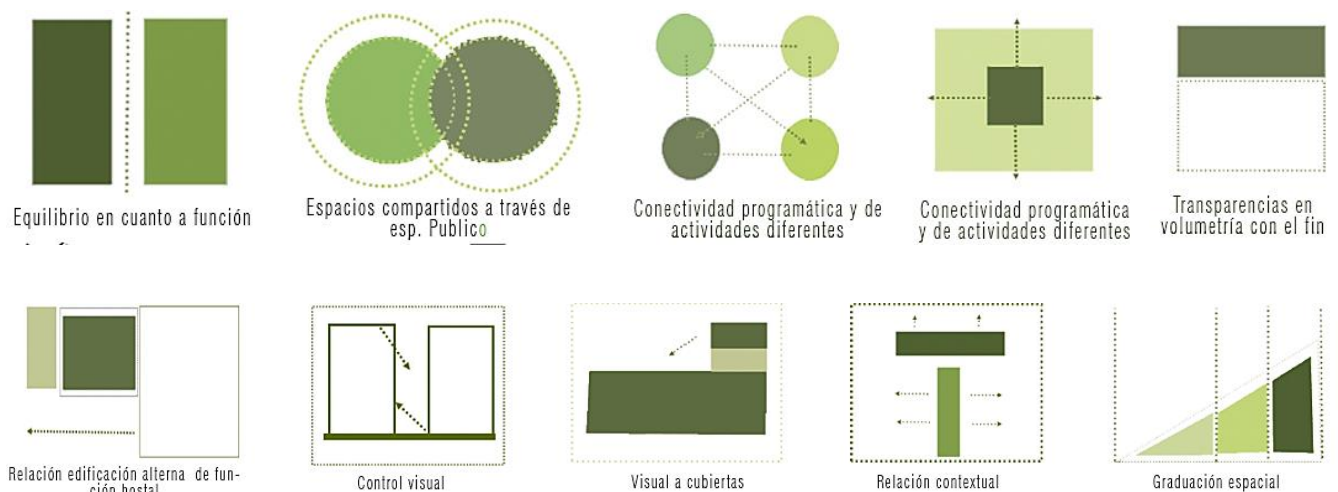 Equilibrio en cuanto a función
Espacios compartidos a través de
esp. Publico
Conectividad programática y de
actividades diferentes
Conectividad programática
y de actividades diferentes
Transparencias en
volumetría con el fin
Relación edificación alterna de fun-
ción hostal
Control visual
Visual a cubiertas
Relación contextual
Graduación espacial